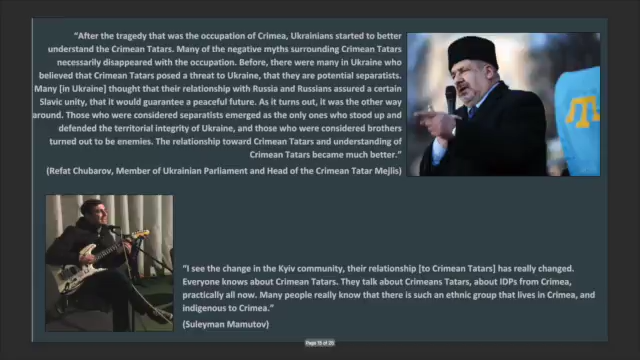 “After the tragedy that was the occupation of Crimea, Ukrainians started to better
understand the Crimean Tatars. Many of the negative myths surrounding Crimean Tatars
necessarily disappeared with the occupation. Before, there were many in Ukraine who
believed that Crimean Tatars posed a threat to Ukraine, that they are potential separatists.
Many [in Ukraine] thought that their relationship with Russia and Russians assured a certain
Slavic unity, that it would guarantee a peaceful future. As it turns out, it was the other way
around. Those who were considered separatists emerged as the only ones who stood up and
defended the territorial integrity of Ukraine, and those who were considered brothers
turned out to be enemies. The relationship toward Crimean Tatars and understanding of
Crimean Tatars became much better.”
(Refat Chubarov, Member of Ukrainian Parliament and Head of the Crimean Tatar Mejlis)
“I see the change in the Kyiv community, their relationship [to Crimean Tatars] has really changed.
Everyone knows about Crimean Tatars. They talk about Crimeans Tatars, about IDPs from Crimea,
practically all now. Many people really know that there is such an ethnic group that lives in Crimea, and
indigenous to Crimea.”
(Suleyman Mamutov)
Page 15 of 20